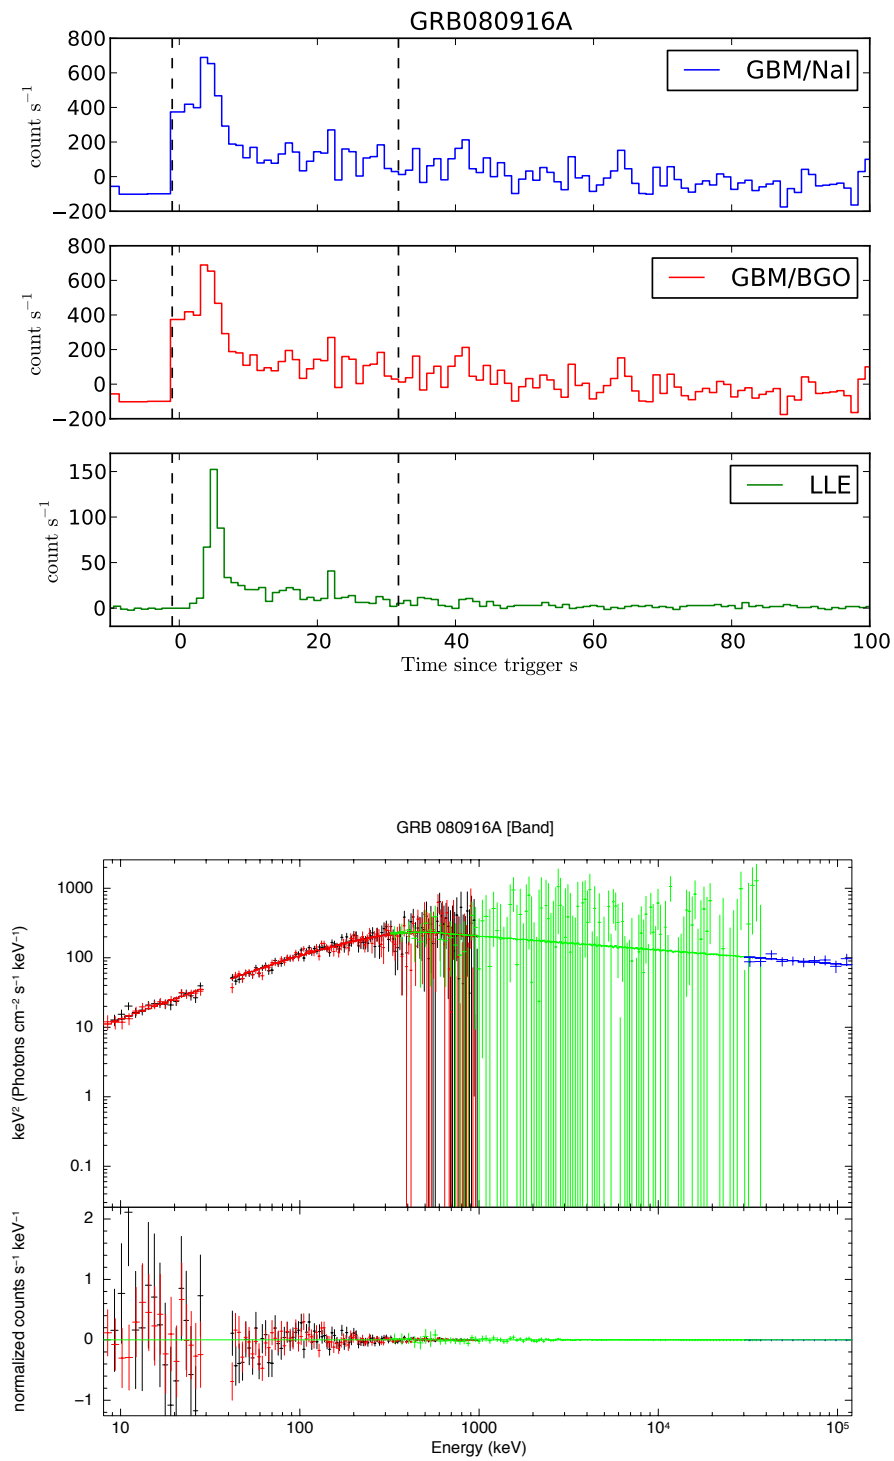 GRB080916A
800
600
400
200
0
−200
count s⁻¹
GBM/NaI
800
600
400
200
0
−200
count s⁻¹
GBM/BGO
150
100
50
0
count s⁻¹
LLE
0 20 40 60 80 100
Time since trigger s
GRB 080916A [Band]
1000
100
10
1
0.1
keV² (Photons cm⁻² s⁻¹ keV⁻¹)
2
1
0
−1
normalized counts s⁻¹ keV⁻¹
10 100 1000 10⁴ 10⁵
Energy (keV)